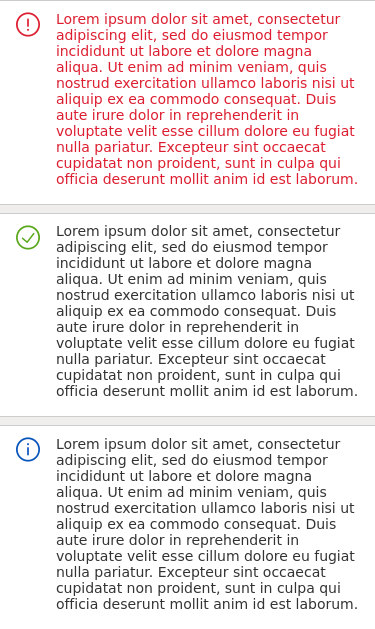 Lorem ipsum dolor sit amet, consectetur
adipiscing elit, sed do eiusmod tempor
incididunt ut labore et dolore magna
aliqua. Ut enim ad minim veniam, quis
nostrud exercitation ullamco laboris nisi ut
aliquip ex ea commodo consequat. Duis
aute irure dolor in reprehenderit in
voluptate velit esse cillum dolore eu fugiat
nulla pariatur. Excepteur sint occaecat
cupidatat non proident, sunt in culpa qui
officia deserunt mollit anim id est laborum.
Lorem ipsum dolor sit amet, consectetur
adipiscing elit, sed do eiusmod tempor
incididunt ut labore et dolore magna
aliqua. Ut enim ad minim veniam, quis
nostrud exercitation ullamco laboris nisi ut
aliquip ex ea commodo consequat. Duis
aute irure dolor in reprehenderit in
voluptate velit esse cillum dolore eu fugiat
nulla pariatur. Excepteur sint occaecat
cupidatat non proident, sunt in culpa qui
officia deserunt mollit anim id est laborum.
Lorem ipsum dolor sit amet, consectetur
adipiscing elit, sed do eiusmod tempor
incididunt ut labore et dolore magna
aliqua. Ut enim ad minim veniam, quis
nostrud exercitation ullamco laboris nisi ut
aliquip ex ea commodo consequat. Duis
aute irure dolor in reprehenderit in
voluptate velit esse cillum dolore eu fugiat
nulla pariatur. Excepteur sint occaecat
cupidatat non proident, sunt in culpa qui
officia deserunt mollit anim id est laborum.